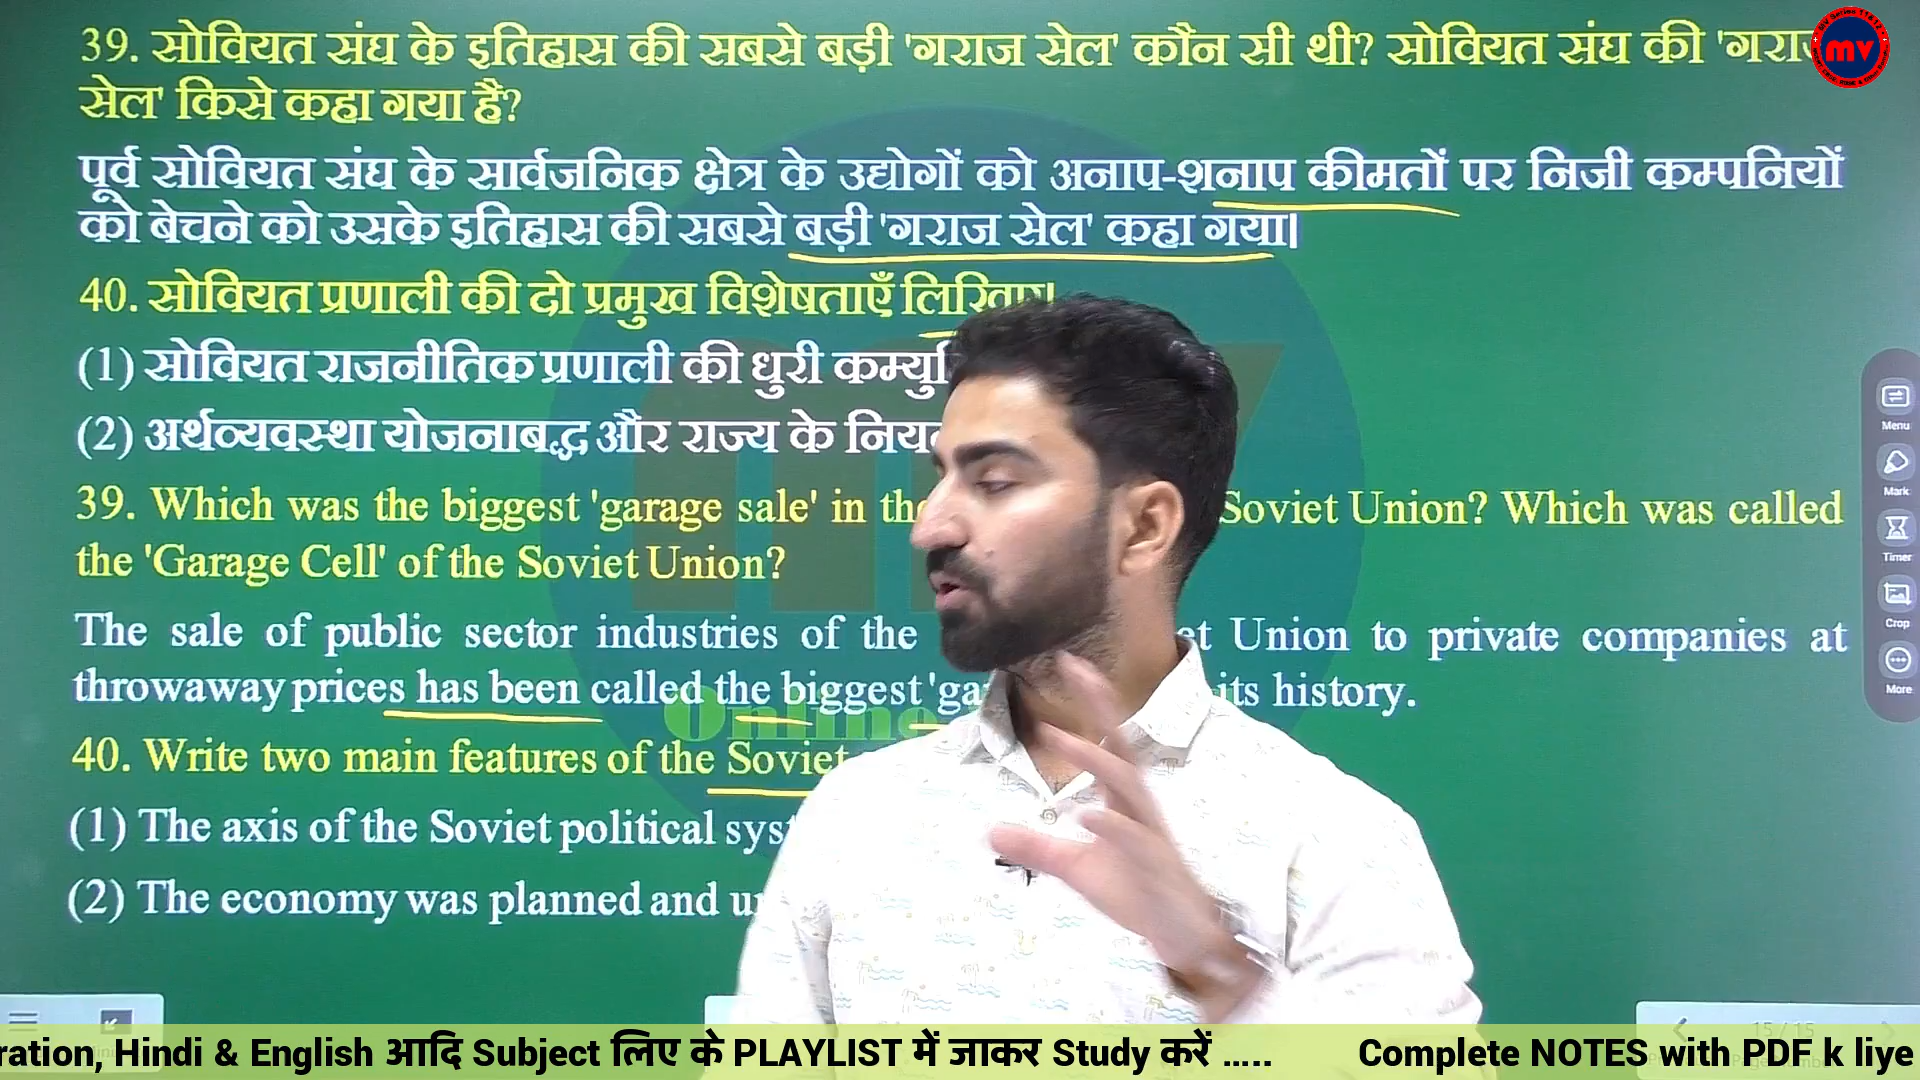 39. सोवियत संघ के इतिहास की सबसे बड़ी 'गराज सेल' कौन सी थी? सोवियत संघ की 'गराज
सेल' किसे कहा गया है?
पूर्व सोवियत संघ के सार्वजनिक क्षेत्र के उद्योगों को अनाप-शनाप कीमतों पर निजी कम्पनियों
को बेचने को उसके इतिहास की सबसे बड़ी 'गराज सेल' कहा गया।
40. सोवियत प्रणाली की दो प्रमुख विशेषताएँ
(1) सोवियत राजनीतिक प्रणाली की धुरी
(2) अर्थव्यवस्था योजनाबद्ध और राज्य के
39. Which was the biggest 'garage sale' in the Soviet Union? Which was called
the 'Garage Cell' of the Soviet Union?
The sale of public sector industries of the Union to private companies at
throwaway prices has been called the biggest its history.
40. Write two main features of the Soviet
(1) The axis of the Soviet political
(2) The economy was planned and
mv
Online
Menu
Mark
Timer
Crop
More
15 / 15
Hindi & English आदि Subject लिए के PLAYLIST में जाकर Study करें ..... Complete NOTES with PDF k liye